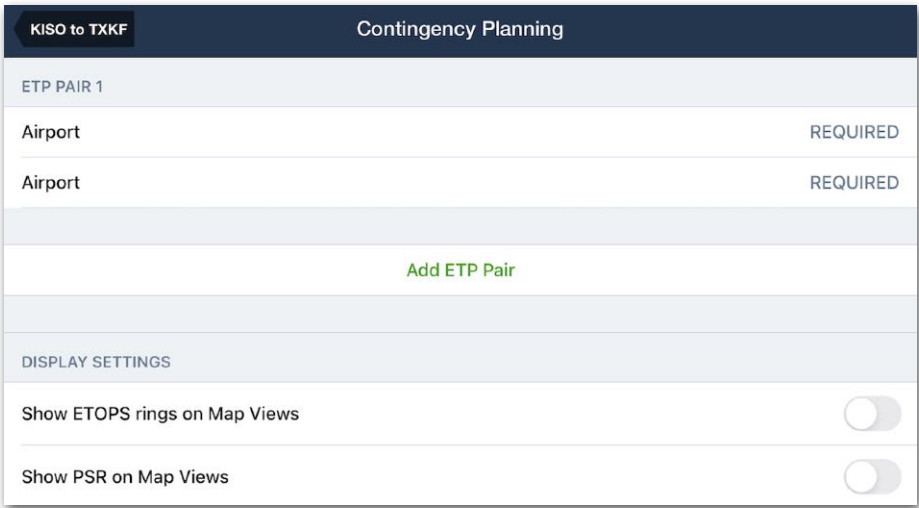 KISO to TXKF
Contingency Planning
ETP PAIR 1
Airport REQUIRED
Airport REQUIRED
Add ETP Pair
DISPLAY SETTINGS
Show ETOPS rings on Map Views
Show PSR on Map Views